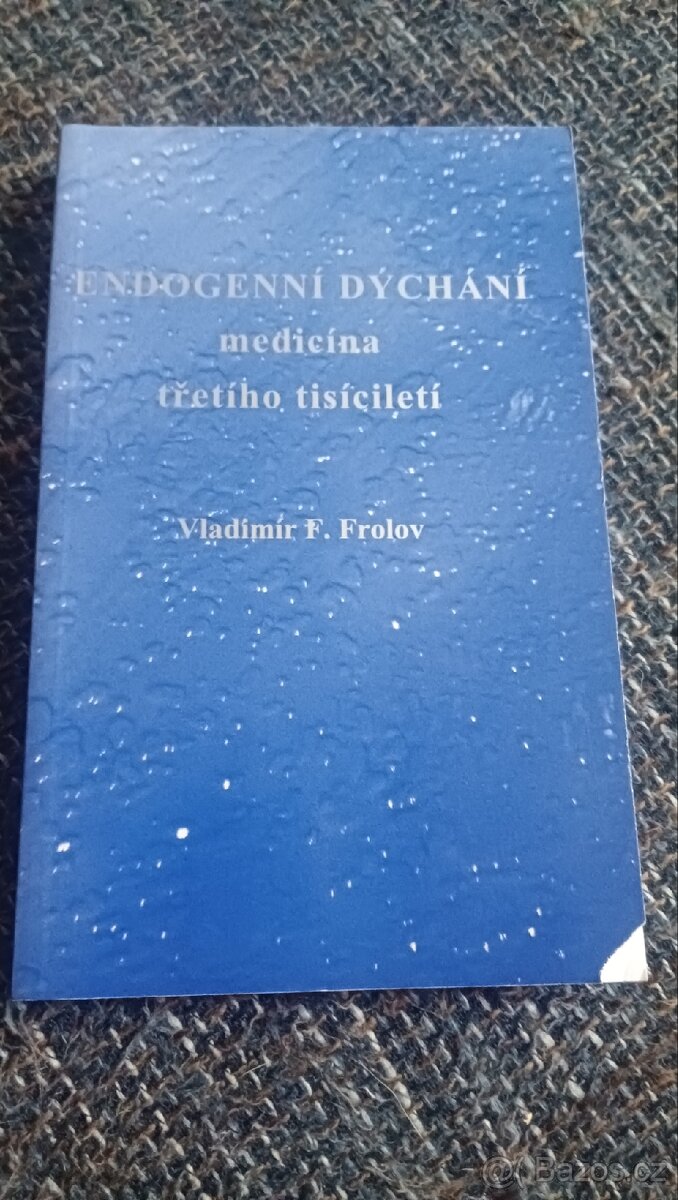 ENDOGENNÍ DÝCHÁNÍ
medicína
třetího tisíciletí
Vladimír F. Frolov
Bazos.cz